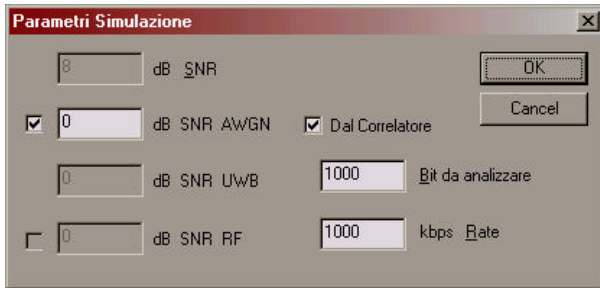 Parametri Simulazione
8 dB SNR
OK
0 dB SNR AWGN
Dal Correlatore
Cancel
0 dB SNR UWB
1000 Bit da analizzare
0 dB SNR RF
1000 kbps Rate